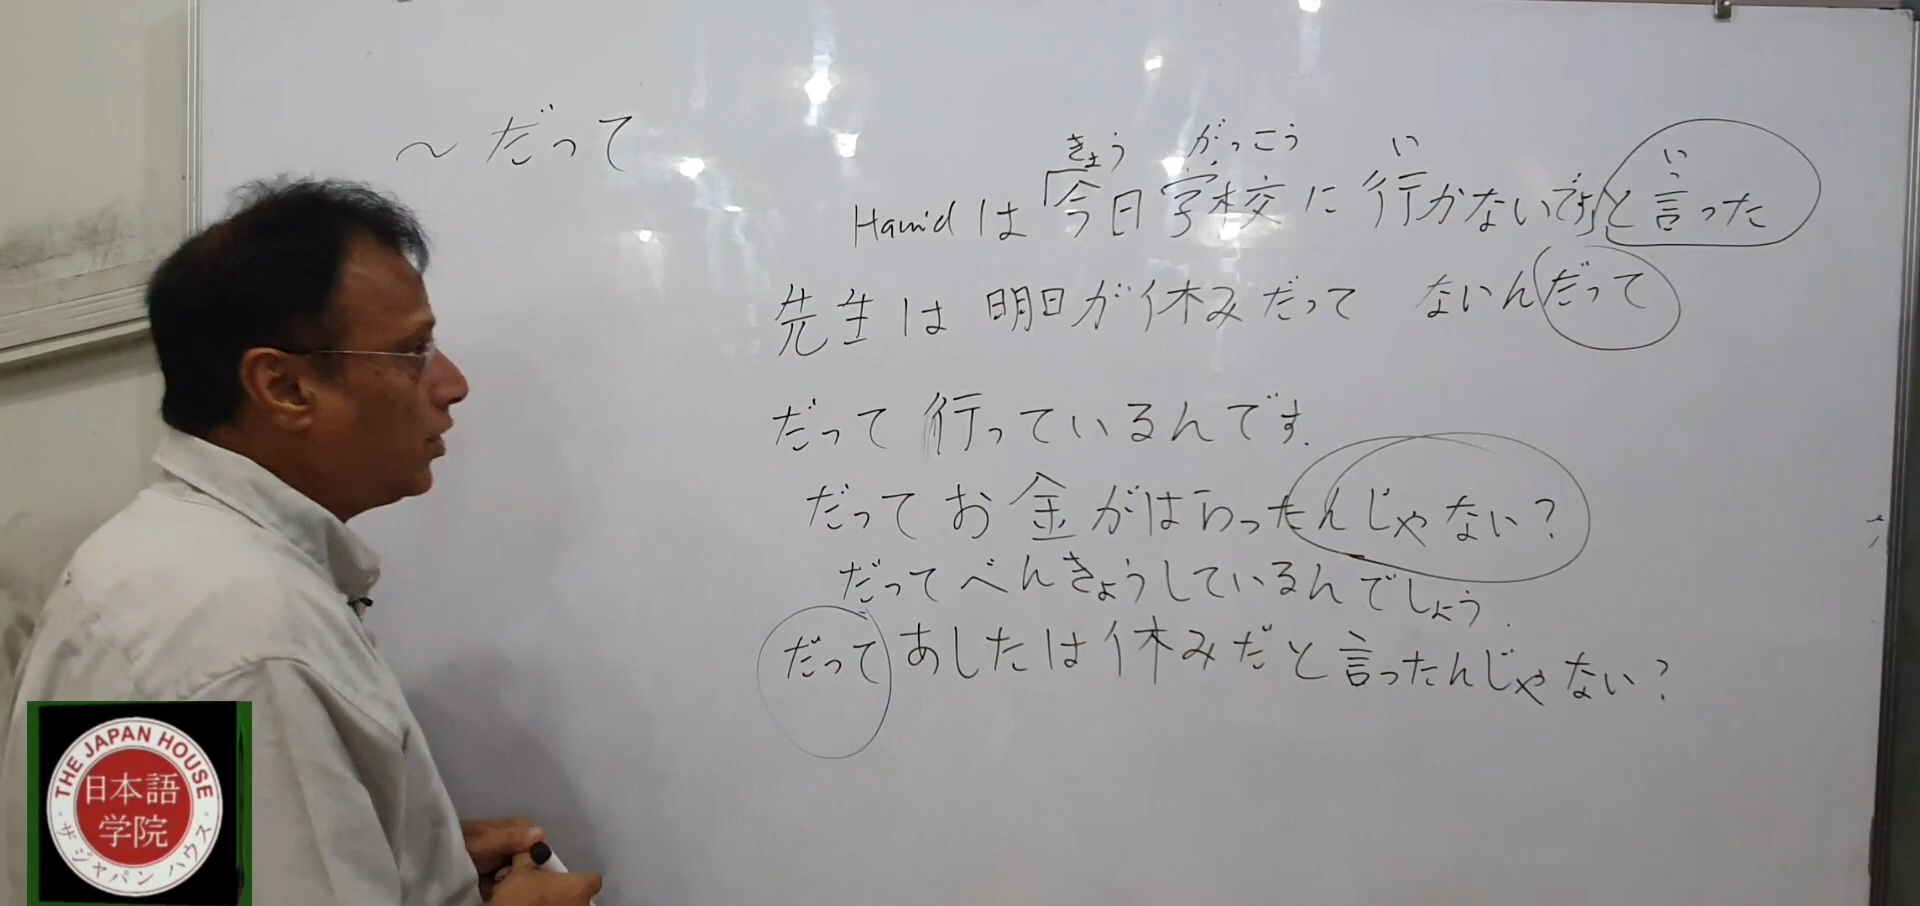 ～だって
きょう がっこう い い
Hamidは「今日学校に行かないです」と言った
先生は明日が休みだって ないんだって
だって行っているんです.
だってお金がはらったんじゃない?
だってべんきょうしているんでしょう.
だってあしたは休みだと言ったんじゃない?
THE JAPAN HOUSE
日本語
学院
ザ ジャパン ハウス